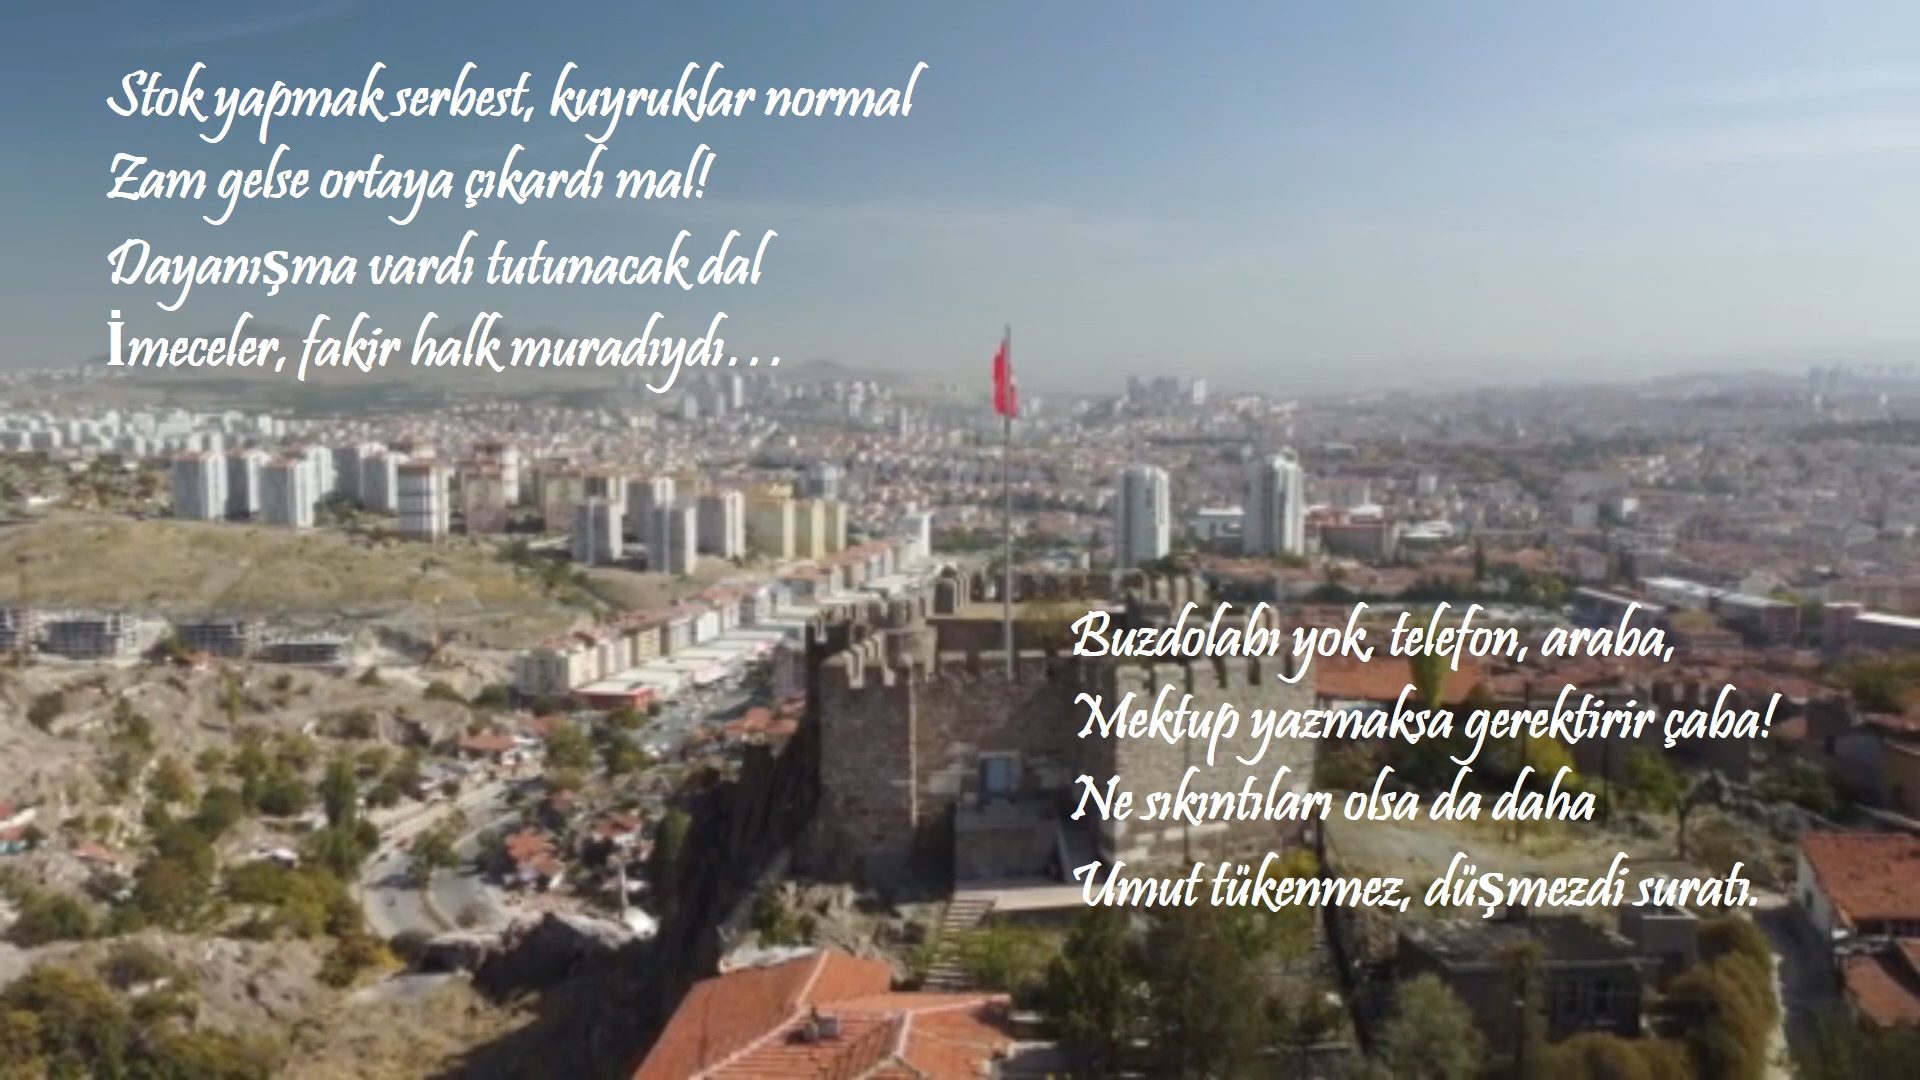 Stok yapmak serbest, kuyruklar normal
Zam gelse ortaya çıkardı mal!
Dayanışma vardı tutunacak dal
İmeceler, fakir halk muradıydı...
Buzdolabı yok, telefon, araba,
Mektup yazmaksa gerektirir çaba!
Ne sıkıntıları olsa da daha
Umut tükenmez, düşmezdi suratı.